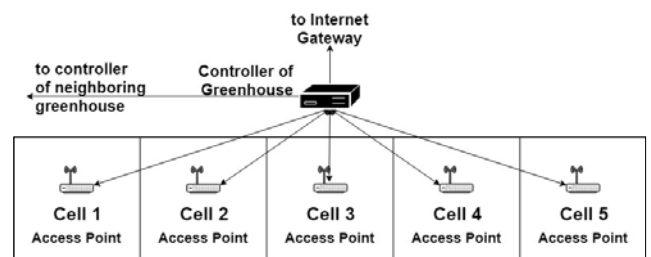 to Internet
Gateway
to controller
of neighboring
greenhouse
Controller of
Greenhouse
Cell 1
Access Point
Cell 2
Access Point
Cell 3
Access Point
Cell 4
Access Point
Cell 5
Access Point